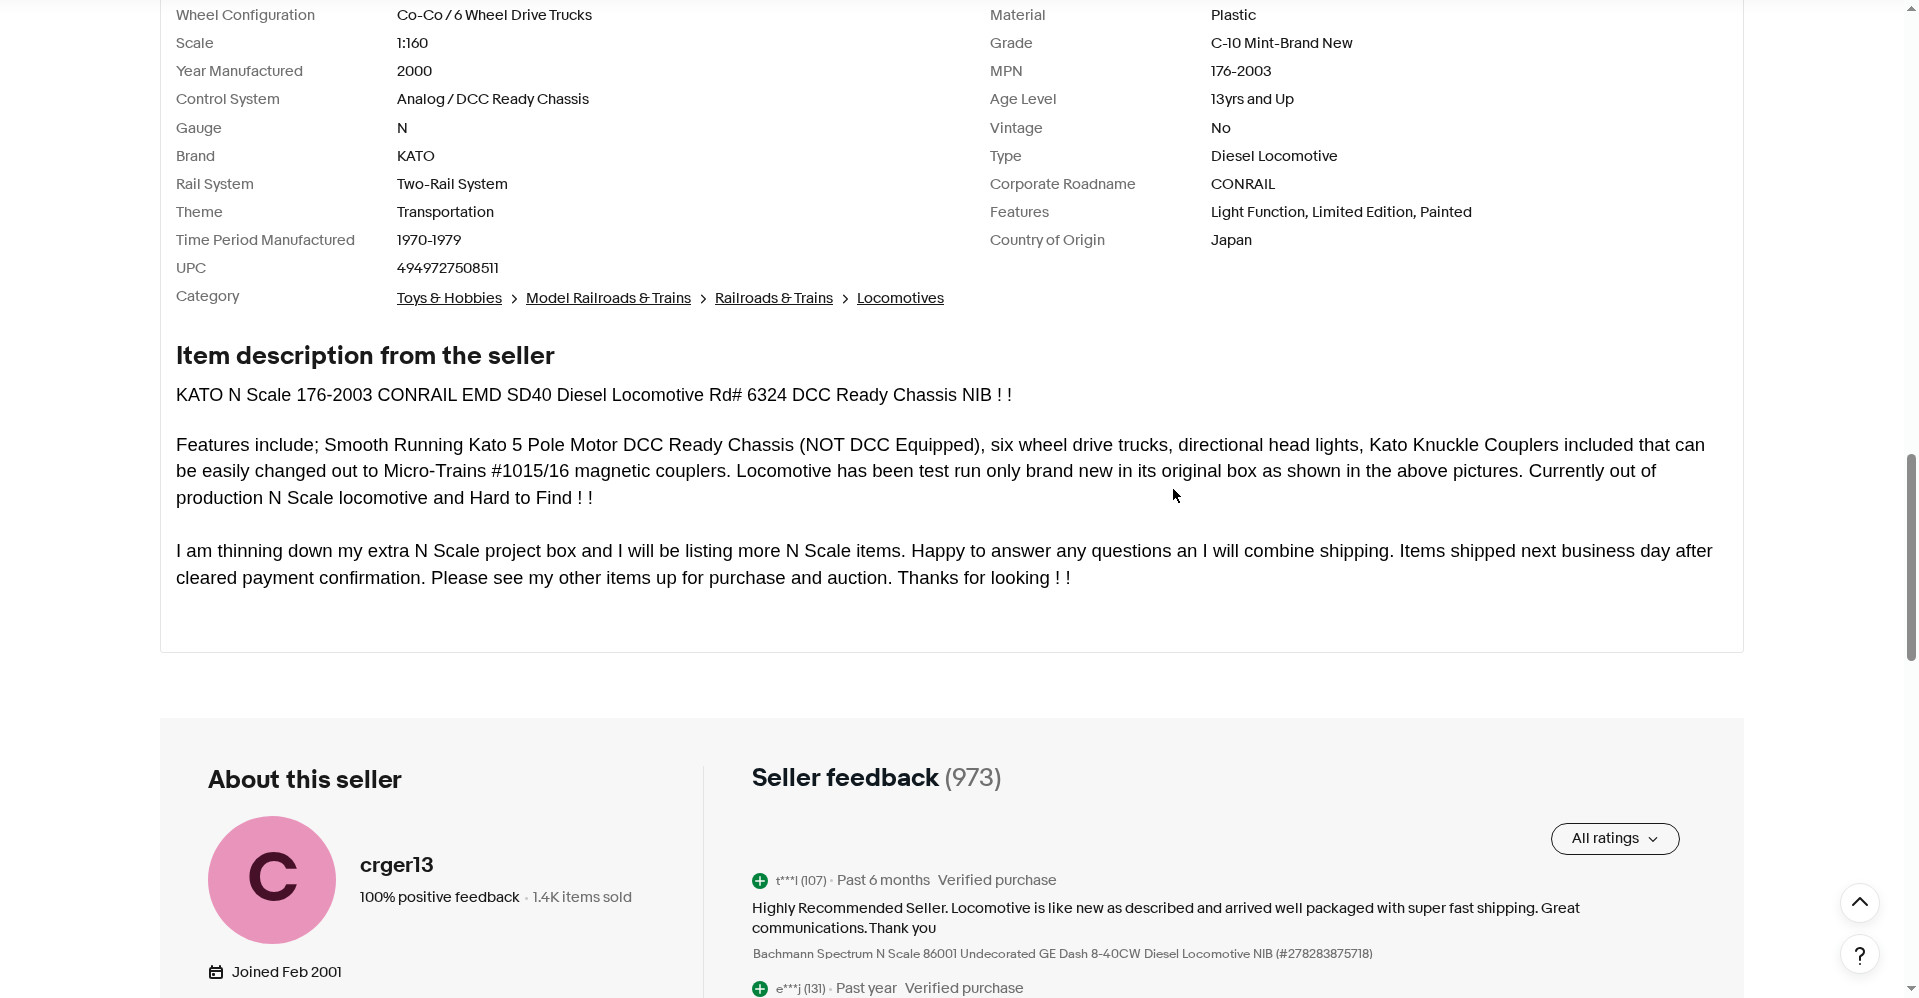 Wheel Configuration Co-Co / 6 Wheel Drive Trucks Material Plastic
Scale 1:160 Grade C-10 Mint-Brand New
Year Manufactured 2000 MPN 176-2003
Control System Analog / DCC Ready Chassis Age Level 13yrs and Up
Gauge N Vintage No
Brand KATO Type Diesel Locomotive
Rail System Two-Rail System Corporate Roadname CONRAIL
Theme Transportation Features Light Function, Limited Edition, Painted
Time Period Manufactured 1970-1979 Country of Origin Japan
UPC 4949727508511
Category Toys & Hobbies > Model Railroads & Trains > Railroads & Trains > Locomotives
Item description from the seller
KATO N Scale 176-2003 CONRAIL EMD SD40 Diesel Locomotive Rd# 6324 DCC Ready Chassis NIB ! !
Features include; Smooth Running Kato 5 Pole Motor DCC Ready Chassis (NOT DCC Equipped), six wheel drive trucks, directional head lights, Kato Knuckle Couplers included that can
be easily changed out to Micro-Trains #1015/16 magnetic couplers. Locomotive has been test run only brand new in its original box as shown in the above pictures. Currently out of
production N Scale locomotive and Hard to Find ! !
I am thinning down my extra N Scale project box and I will be listing more N Scale items. Happy to answer any questions an I will combine shipping. Items shipped next business day after
cleared payment confirmation. Please see my other items up for purchase and auction. Thanks for looking ! !
About this seller
C
crger13
100% positive feedback • 1.4K items sold
Joined Feb 2001
Seller feedback (973)
All ratings
t***l (107) • Past 6 months Verified purchase
Highly Recommended Seller. Locomotive is like new as described and arrived well packaged with super fast shipping. Great
communications. Thank you
Bachmann Spectrum N Scale 86001 Undecorated GE Dash 8-40CW Diesel Locomotive NIB (#278283875718)
e***j (131) • Past year Verified purchase
?